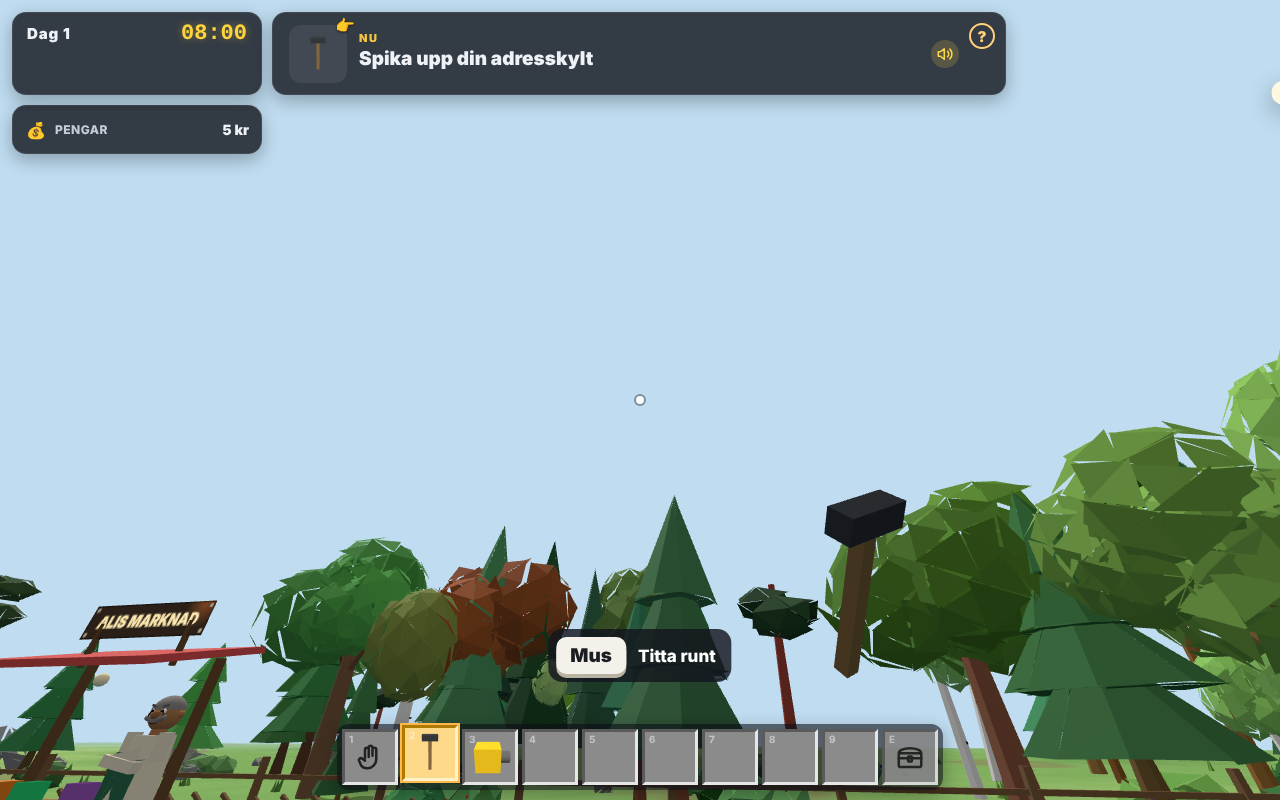 Dag 1
08:00
NU
Spika upp din adresskylt
?
PENGAR
5 kr
ALIS MARKNAD
Mus
Titta runt
1
2
3
4
5
6
7
8
9
E